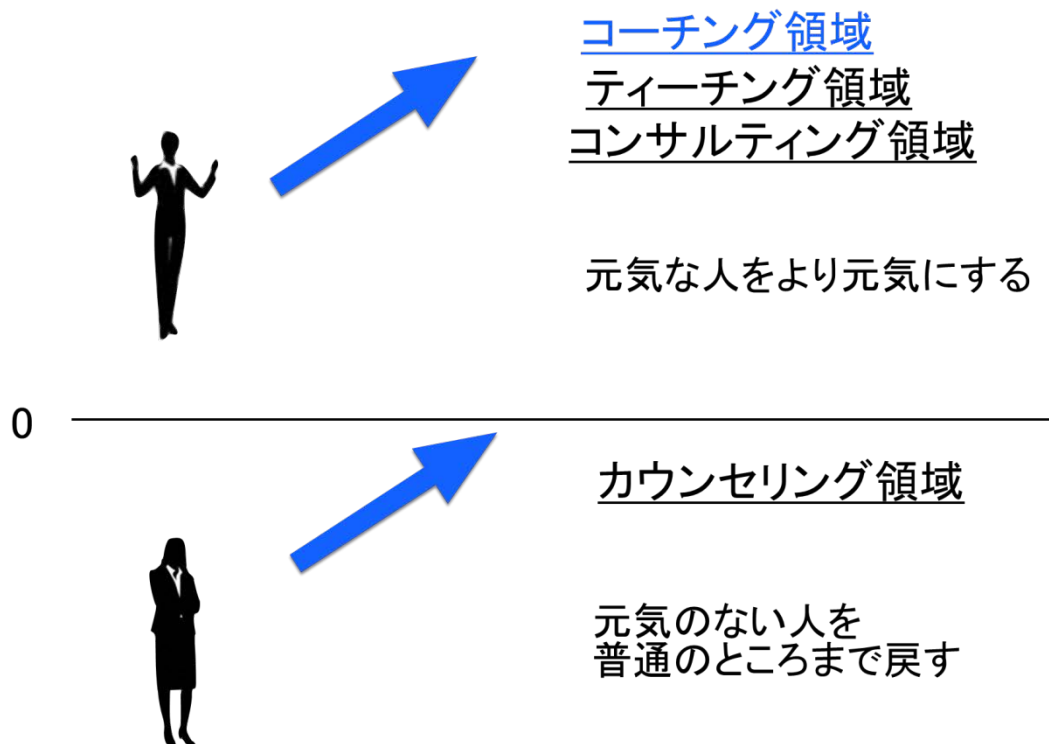 コーチング領域
ティーチング領域
コンサルティング領域
元気な人をより元気にする
0
カウンセリング領域
元気のない人を
普通のところまで戻す